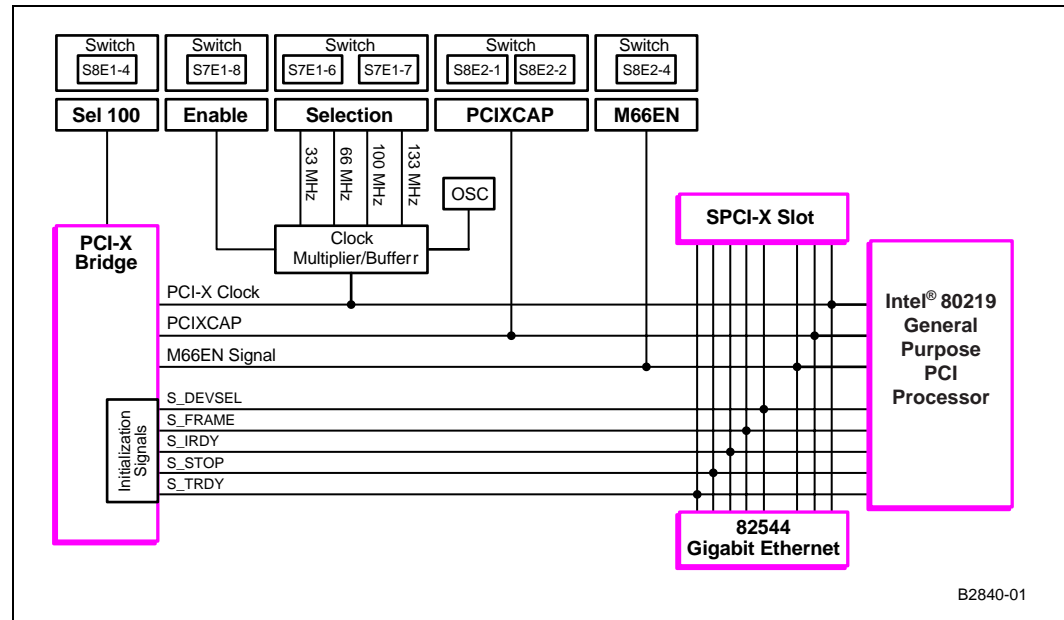 Switch
S8E1-4
Switch
S7E1-8
Switch
S7E1-6 S7E1-7
Switch
S8E2-1 S8E2-2
Switch
S8E2-4
Sel 100
Enable
Selection
PCIXCAP
M66EN
33 MHz
66 MHz
100 MHz
133 MHz
OSC
Clock
Multiplier/Bufferr
SPCI-X Slot
PCI-X
Bridge
PCI-X Clock
PCIXCAP
M66EN Signal
Intel® 80219
General
Purpose
PCI
Processor
Initialization
Signals
S_DEVSEL
S_FRAME
S_IRDY
S_STOP
S_TRDY
82544
Gigabit Ethernet
B2840-01